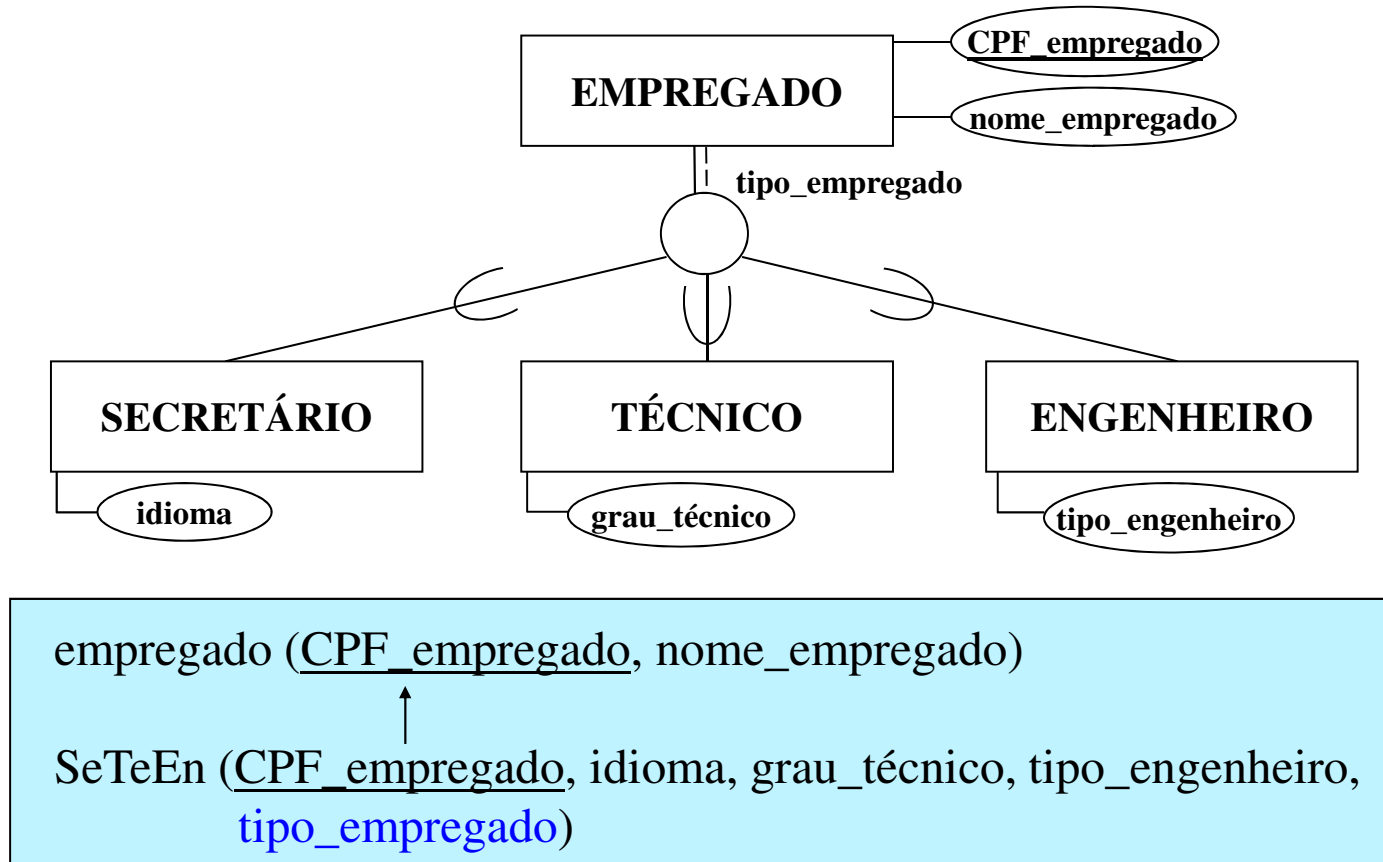 CPF_empregado
EMPREGADO
nome_empregado
tipo_empregado
SECRETÁRIO
TÉCNICO
ENGENHEIRO
idioma
grau_técnico
tipo_engenheiro
empregado (CPF_empregado, nome_empregado)
SeTeEn (CPF_empregado, idioma, grau_técnico, tipo_engenheiro,
tipo_empregado)